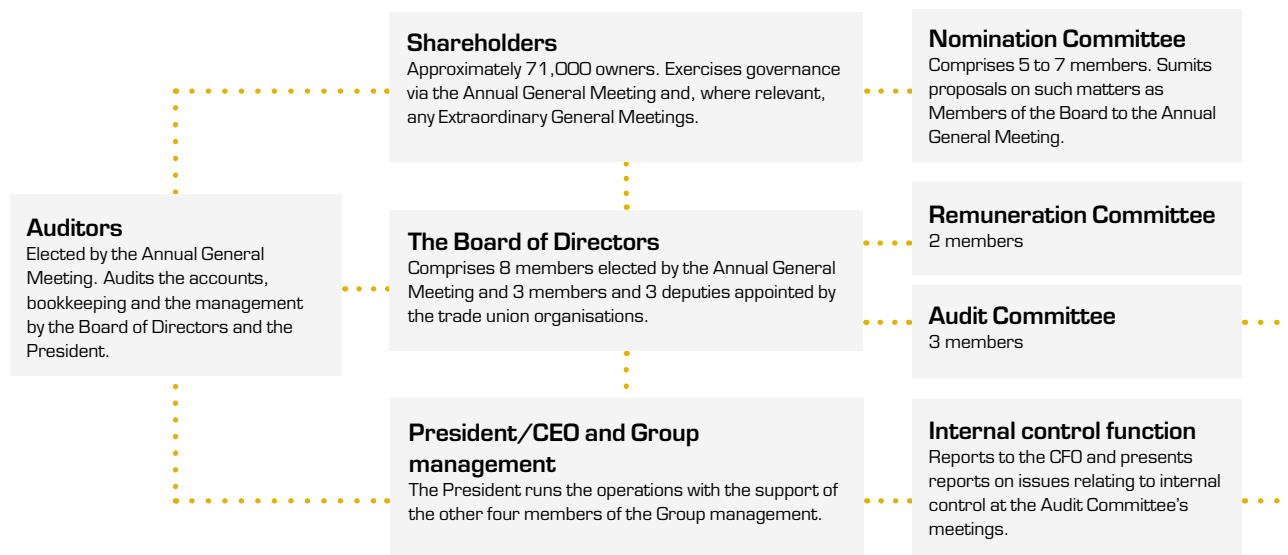 Shareholders
Approximately 71,000 owners. Exercises governance
via the Annual General Meeting and, where relevant,
any Extraordinary General Meetings.
Nomination Committee
Comprises 5 to 7 members. Sumits
proposals on such matters as
Members of the Board to the Annual
General Meeting.
Auditors
Elected by the Annual General
Meeting. Audits the accounts,
bookkeeping and the management
by the Board of Directors and the
President.
The Board of Directors
Comprises 8 members elected by the Annual General
Meeting and 3 members and 3 deputies appointed by
the trade union organisations.
Remuneration Committee
2 members
Audit Committee
3 members
President/CEO and Group
management
The President runs the operations with the support of
the other four members of the Group management.
Internal control function
Reports to the CFO and presents
reports on issues relating to internal
control at the Audit Committee's
meetings.